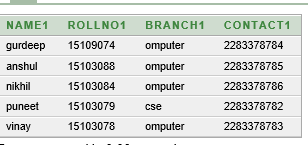 NAME1 ROLLNO1 BRANCH1 CONTACT1
gurdeep 15109074 omputer 2283378784
anshul 15103088 omputer 2283378785
nikhil 15103084 omputer 2283378786
puneet 15103079 cse 2283378782
vinay 15103078 omputer 2283378783